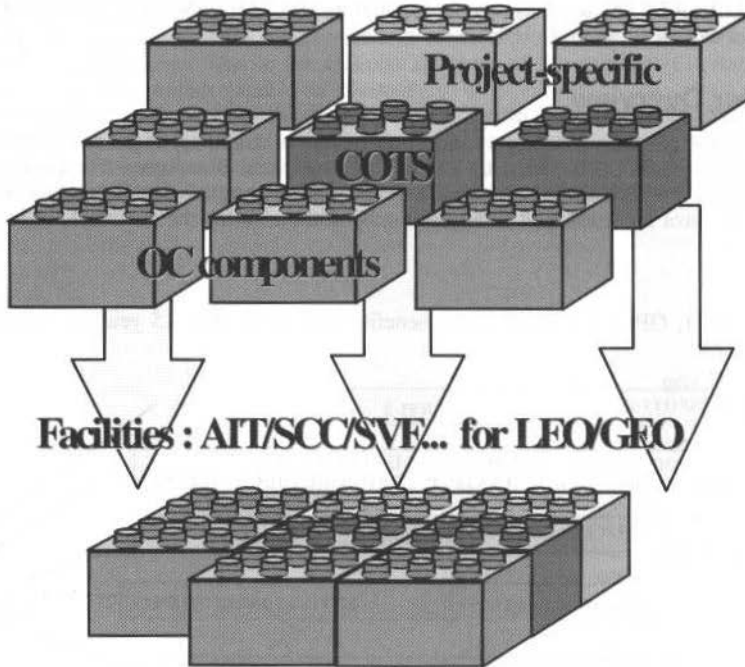 Project-specific
COTS
OC components
Facilities : AIT/SCC/SVF... for LEO/GEO